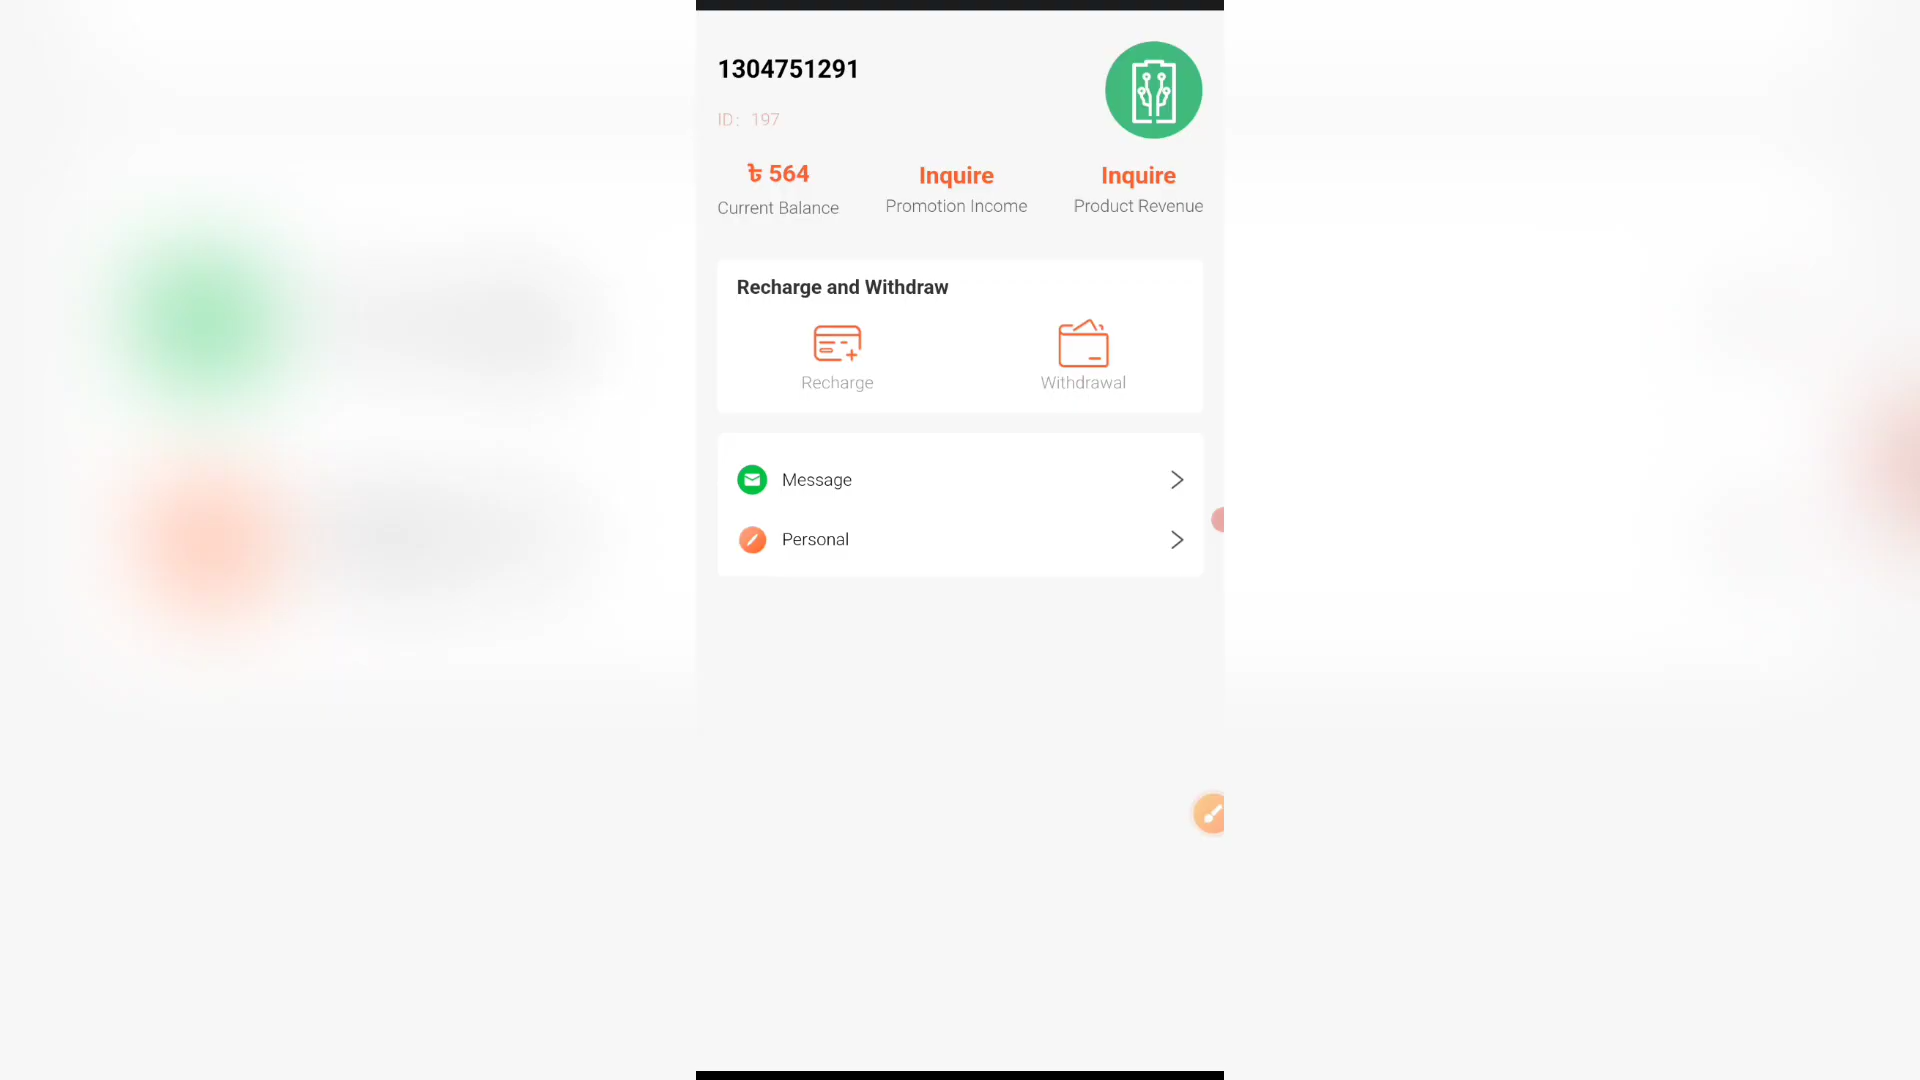 1304751291
ID: 197
৳ 564
Current Balance
Inquire
Promotion Income
Inquire
Product Revenue
Recharge and Withdraw
Recharge
Withdrawal
Message
Personal